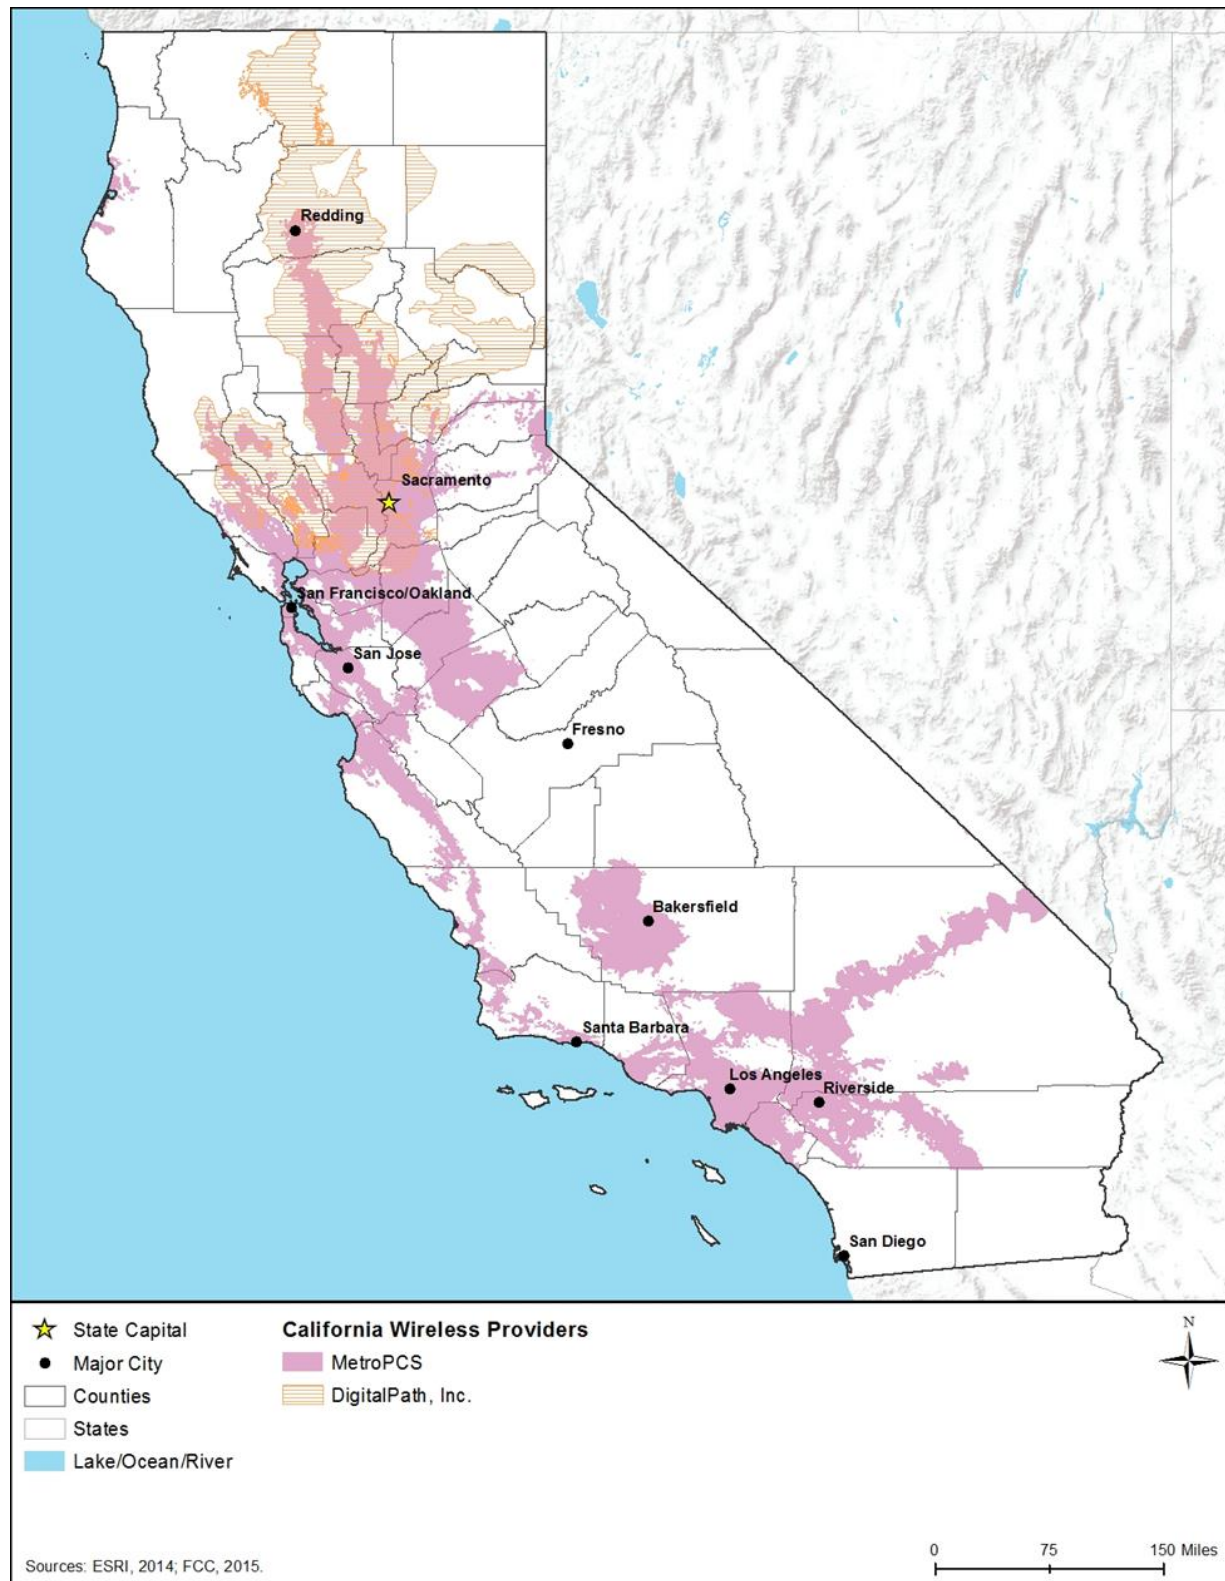 Redding
Sacramento
San Francisco/Oakland
San Jose
Fresno
Bakersfield
Santa Barbara
Los Angeles
Riverside
San Diego
State Capital
Major City
Counties
States
Lake/Ocean/River
California Wireless Providers
MetroPCS
DigitalPath, Inc.
N
Sources: ESRI, 2014; FCC, 2015.
0 75 150 Miles